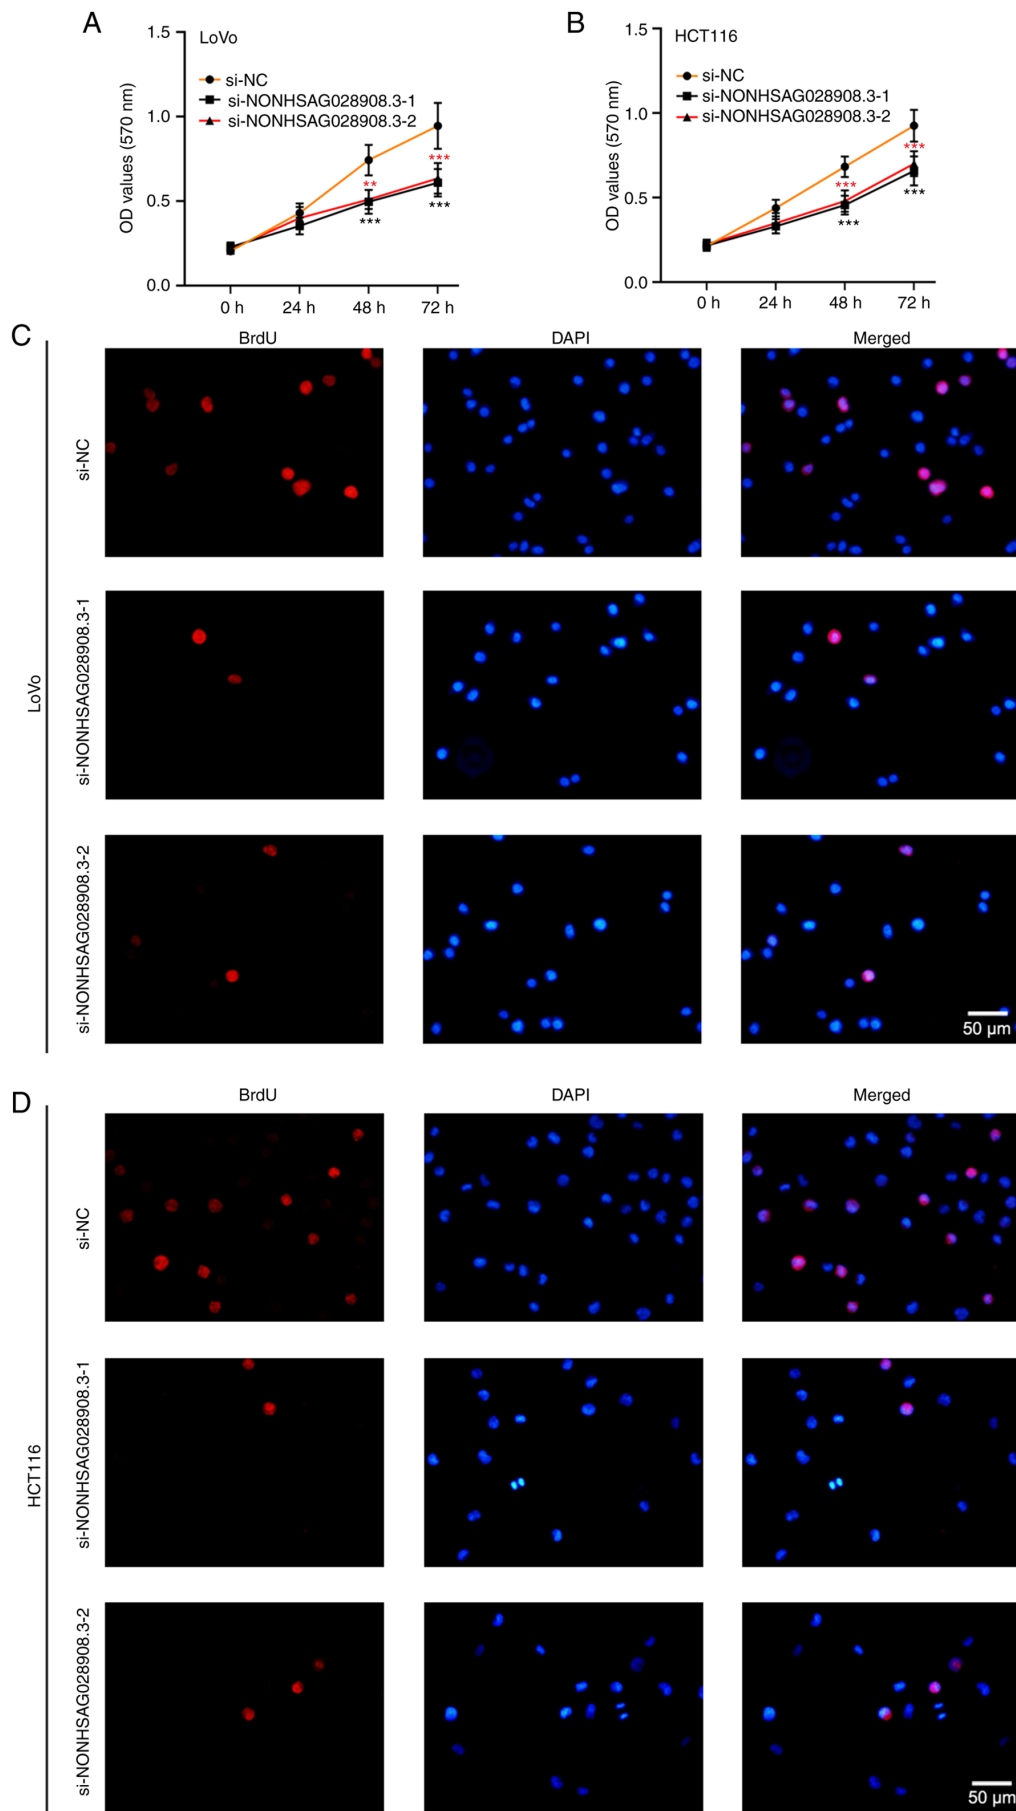 A
LoVo
1.5
1.0
0.5
0.0
OD values (570 nm)
si-NC
si-NONHSAG028908.3-1
si-NONHSAG028908.3-2
**
***
***
***
0 h 24 h 48 h 72 h
B
HCT116
1.5
1.0
0.5
0.0
OD values (570 nm)
si-NC
si-NONHSAG028908.3-1
si-NONHSAG028908.3-2
***
***
***
***
0 h 24 h 48 h 72 h
C
BrdU DAPI Merged
LoVo
si-NC
si-NONHSAG028908.3-1
si-NONHSAG028908.3-2
50 µm
D
BrdU DAPI Merged
HCT116
si-NC
si-NONHSAG028908.3-1
si-NONHSAG028908.3-2
50 µm